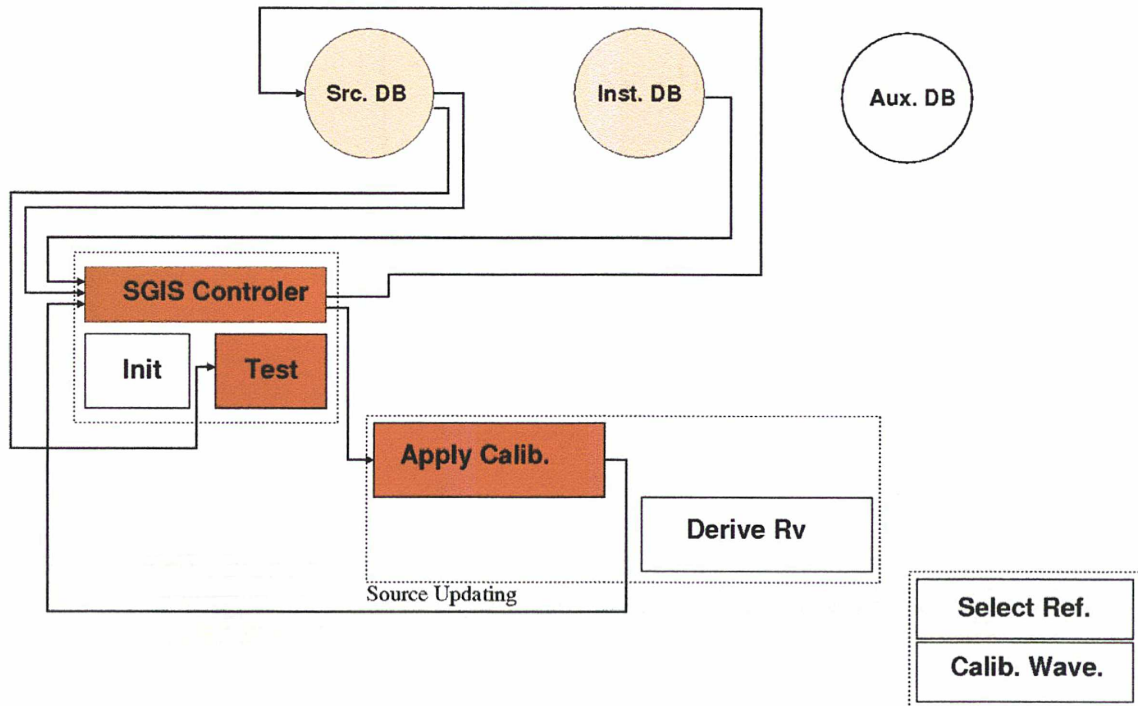 Src. DB
Inst. DB
Aux. DB
SGIS Controler
Init
Test
Apply Calib.
Derive Rv
Source Updating
Select Ref.
Calib. Wave.